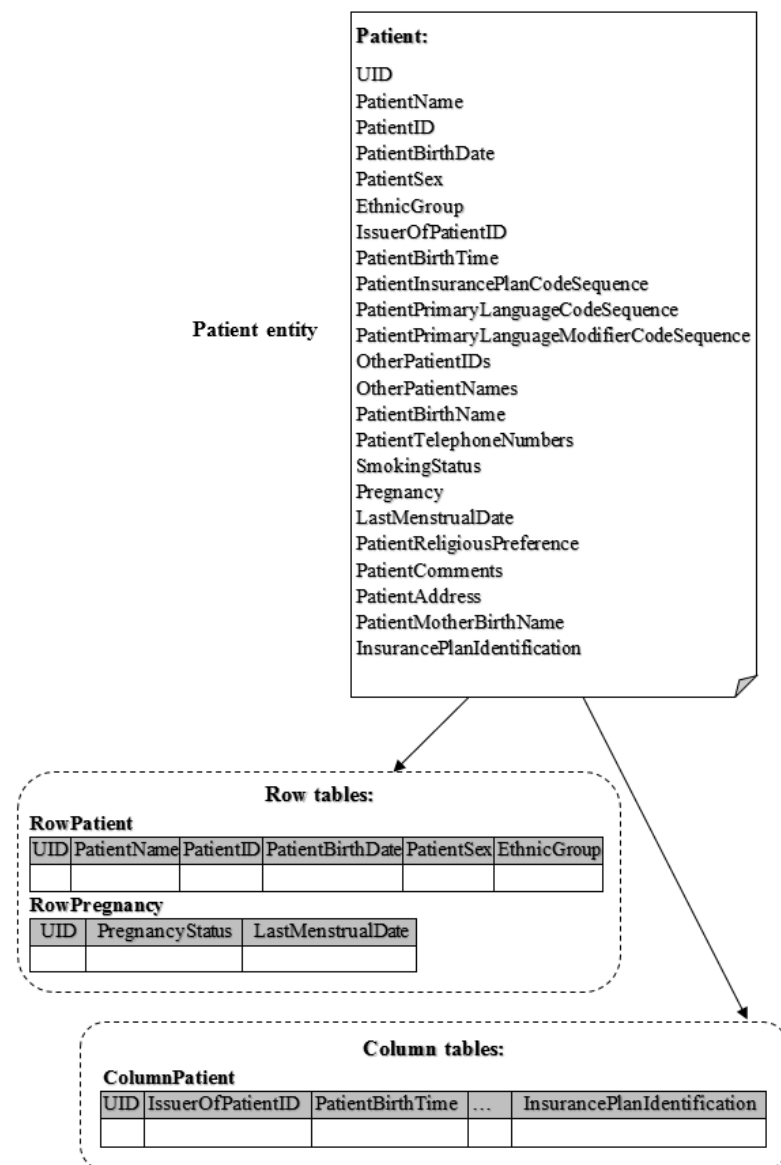 Patient:
UID
PatientName
PatientID
PatientBirthDate
PatientSex
EthnicGroup
IssuerOfPatientID
PatientBirthTime
PatientInsurancePlanCodeSequence
PatientPrimaryLanguageCodeSequence
Patient entity
PatientPrimaryLanguageModifierCodeSequence
OtherPatientIDs
OtherPatientNames
PatientBirthName
PatientTelephoneNumbers
SmokingStatus
Pregnancy
LastMenstrualDate
PatientReligiousPreference
PatientComments
PatientAddress
PatientMotherBirthName
InsurancePlanIdentification
Row tables:
RowPatient
UID PatientName PatientID PatientBirthDate PatientSex EthnicGroup
RowPregnancy
UID PregnancyStatus LastMenstrualDate
Column tables:
ColumnPatient
UID IssuerOfPatientID PatientBirthTime ... InsurancePlanIdentification